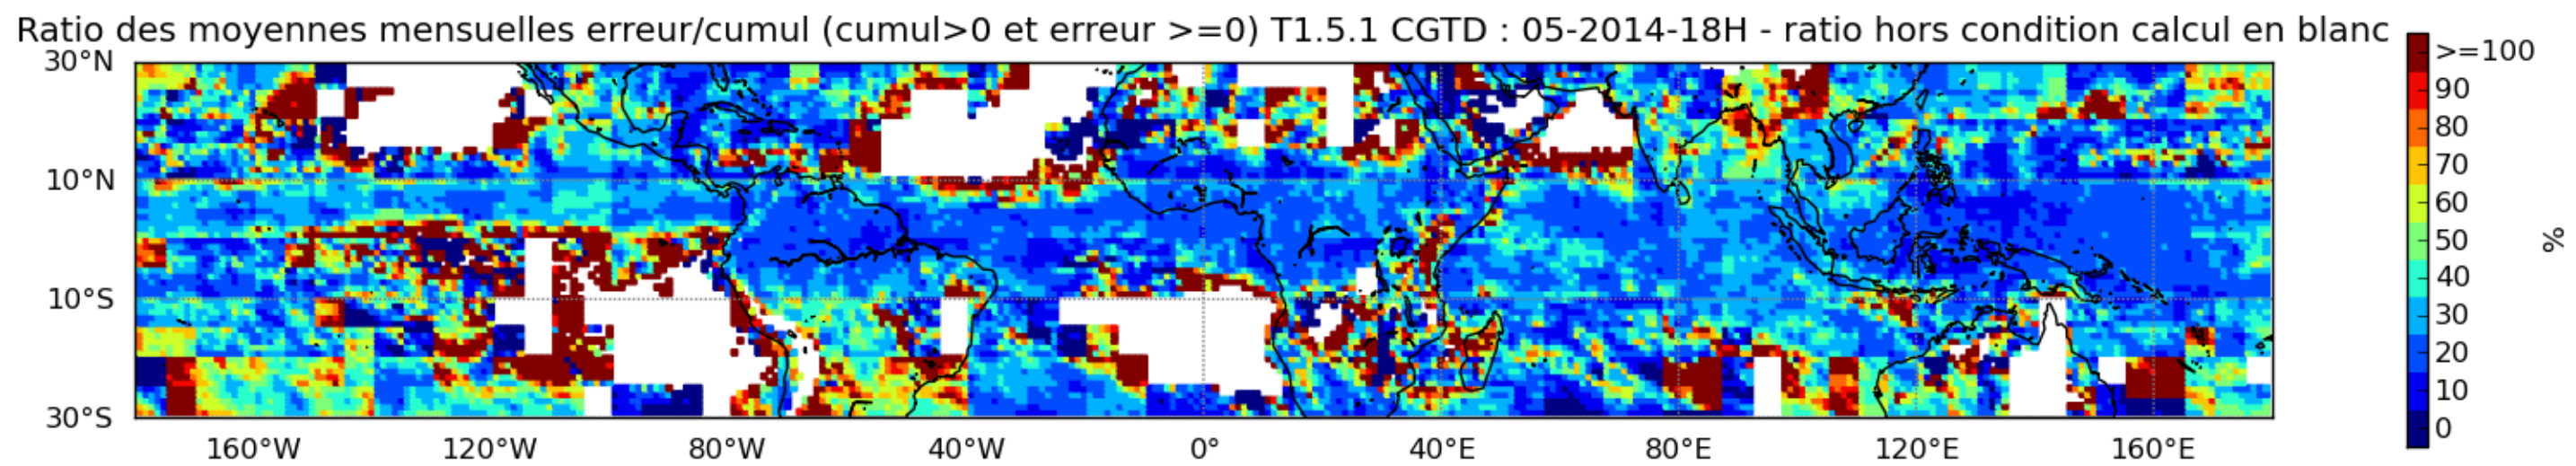 Ratio des moyennes mensuelles erreur/cumul (cumul>0 et erreur >=0) T1.5.1 CGTD : 05-2014-18H - ratio hors condition calcul en blanc
30°N
10°N
10°S
30°S
160°W 120°W 80°W 40°W 0° 40°E 80°E 120°E 160°E
>=100
90
80
70
60
50
40
30
20
10
0
%